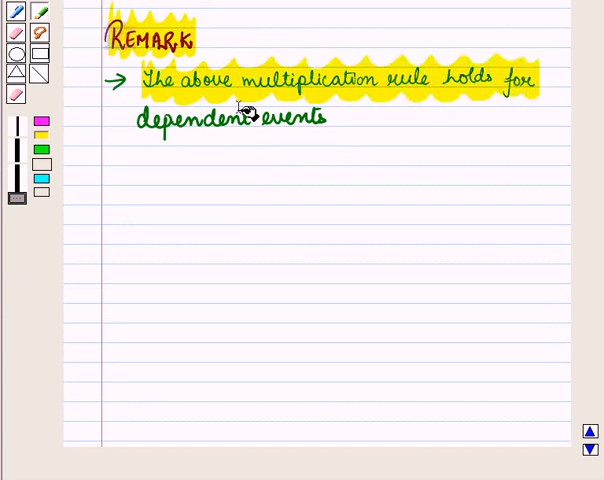 REMARK
→ The above multiplication rule holds for
dependent events